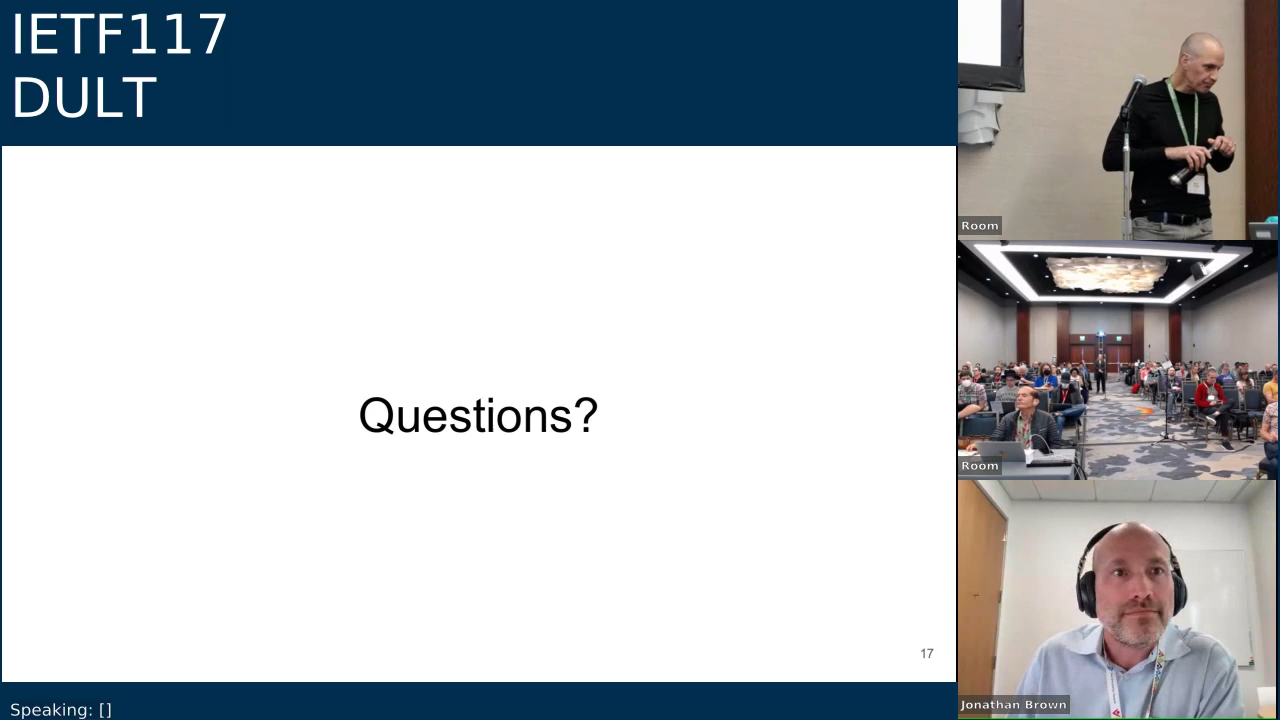 IETF117
DULT
Questions?
17
Speaking: []
Room
Room
Jonathan Brown